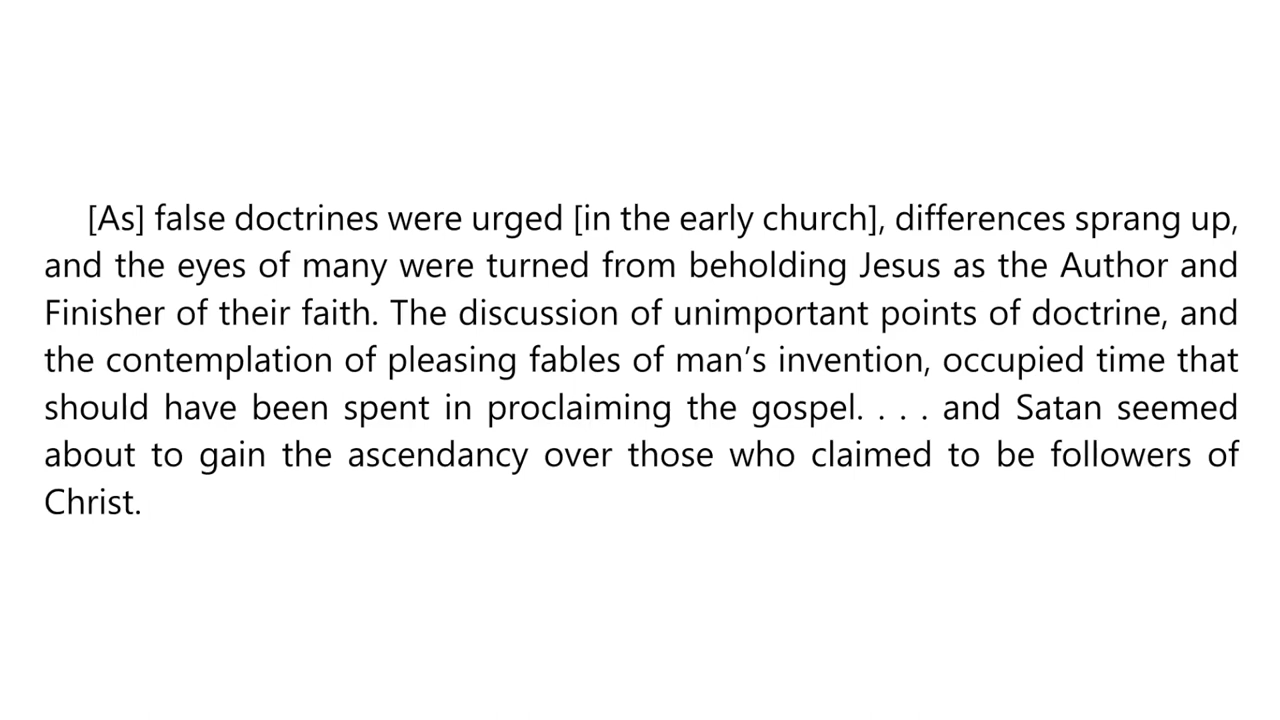 [As] false doctrines were urged [in the early church], differences sprang up,
and the eyes of many were turned from beholding Jesus as the Author and
Finisher of their faith. The discussion of unimportant points of doctrine, and
the contemplation of pleasing fables of man’s invention, occupied time that
should have been spent in proclaiming the gospel. . . . and Satan seemed
about to gain the ascendancy over those who claimed to be followers of
Christ.